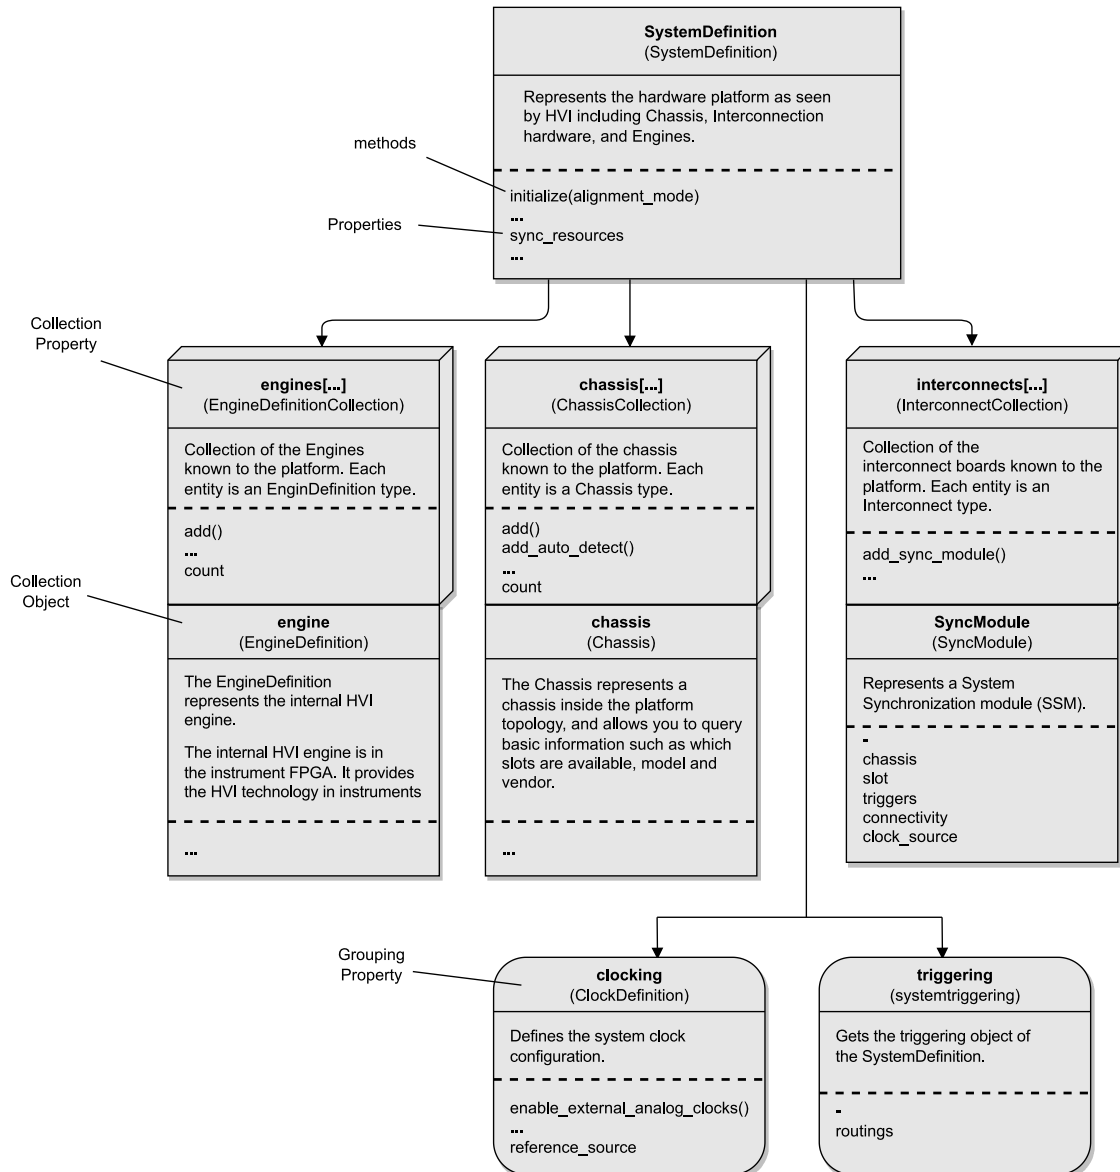 SystemDefinition
(SystemDefinition)
Represents the hardware platform as seen
by HVI including Chassis, Interconnection
hardware, and Engines.
methods
initialize(alignment_mode)
...
Properties
sync_resources
...
Collection
Property
engines[...]
(EngineDefinitionCollection)
Collection of the Engines
known to the platform. Each
entity is an EnginDefinition type.
add()
...
count
chassis[...]
(ChassisCollection)
Collection of the chassis
known to the platform. Each
entity is a Chassis type.
add()
add_auto_detect()
...
count
interconnects[...]
(InterconnectCollection)
Collection of the
interconnect boards known to the
platform. Each entity is an
Interconnect type.
add_sync_module()
...
Collection
Object
engine
(EngineDefinition)
The EngineDefinition
represents the internal HVI
engine.
The internal HVI engine is in
the instrument FPGA. It provides
the HVI technology in instruments
...
chassis
(Chassis)
The Chassis represents a
chassis inside the platform
topology, and allows you to query
basic information such as which
slots are available, model and
vendor.
...
SyncModule
(SyncModule)
Represents a System
Synchronization module (SSM).
-
chassis
slot
triggers
connectivity
clock_source
Grouping
Property
clocking
(ClockDefinition)
Defines the system clock
configuration.
enable_external_analog_clocks()
...
reference_source
triggering
(systemtriggering)
Gets the triggering object of
the SystemDefinition.
-
routings